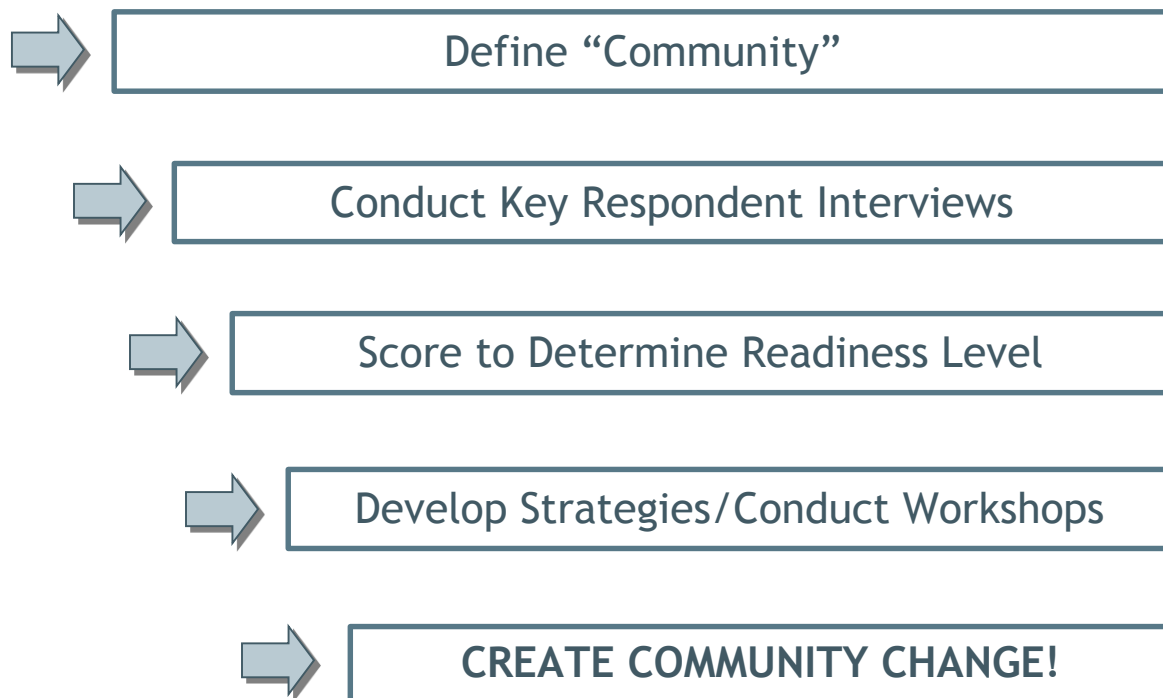 Define “Community”
Conduct Key Respondent Interviews
Score to Determine Readiness Level
Develop Strategies/Conduct Workshops
CREATE COMMUNITY CHANGE!